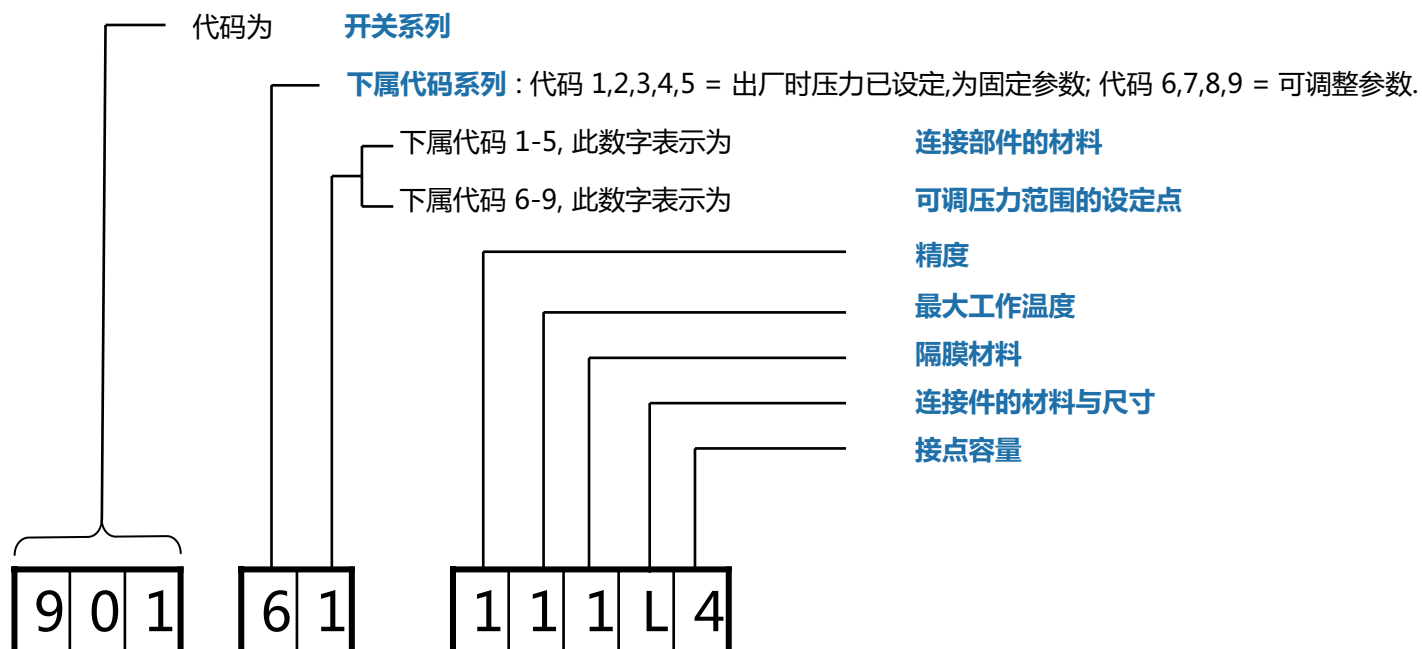 代码为 开关系列
下属代码系列 : 代码 1,2,3,4,5 = 出厂时压力已设定,为固定参数; 代码 6,7,8,9 = 可调整参数.
下属代码 1-5, 此数字表示为 连接部件的材料
下属代码 6-9, 此数字表示为 可调压力范围的设定点
精度
最大工作温度
隔膜材料
连接件的材料与尺寸
接点容量
9 0 1 6 1 1 1 1 L 4